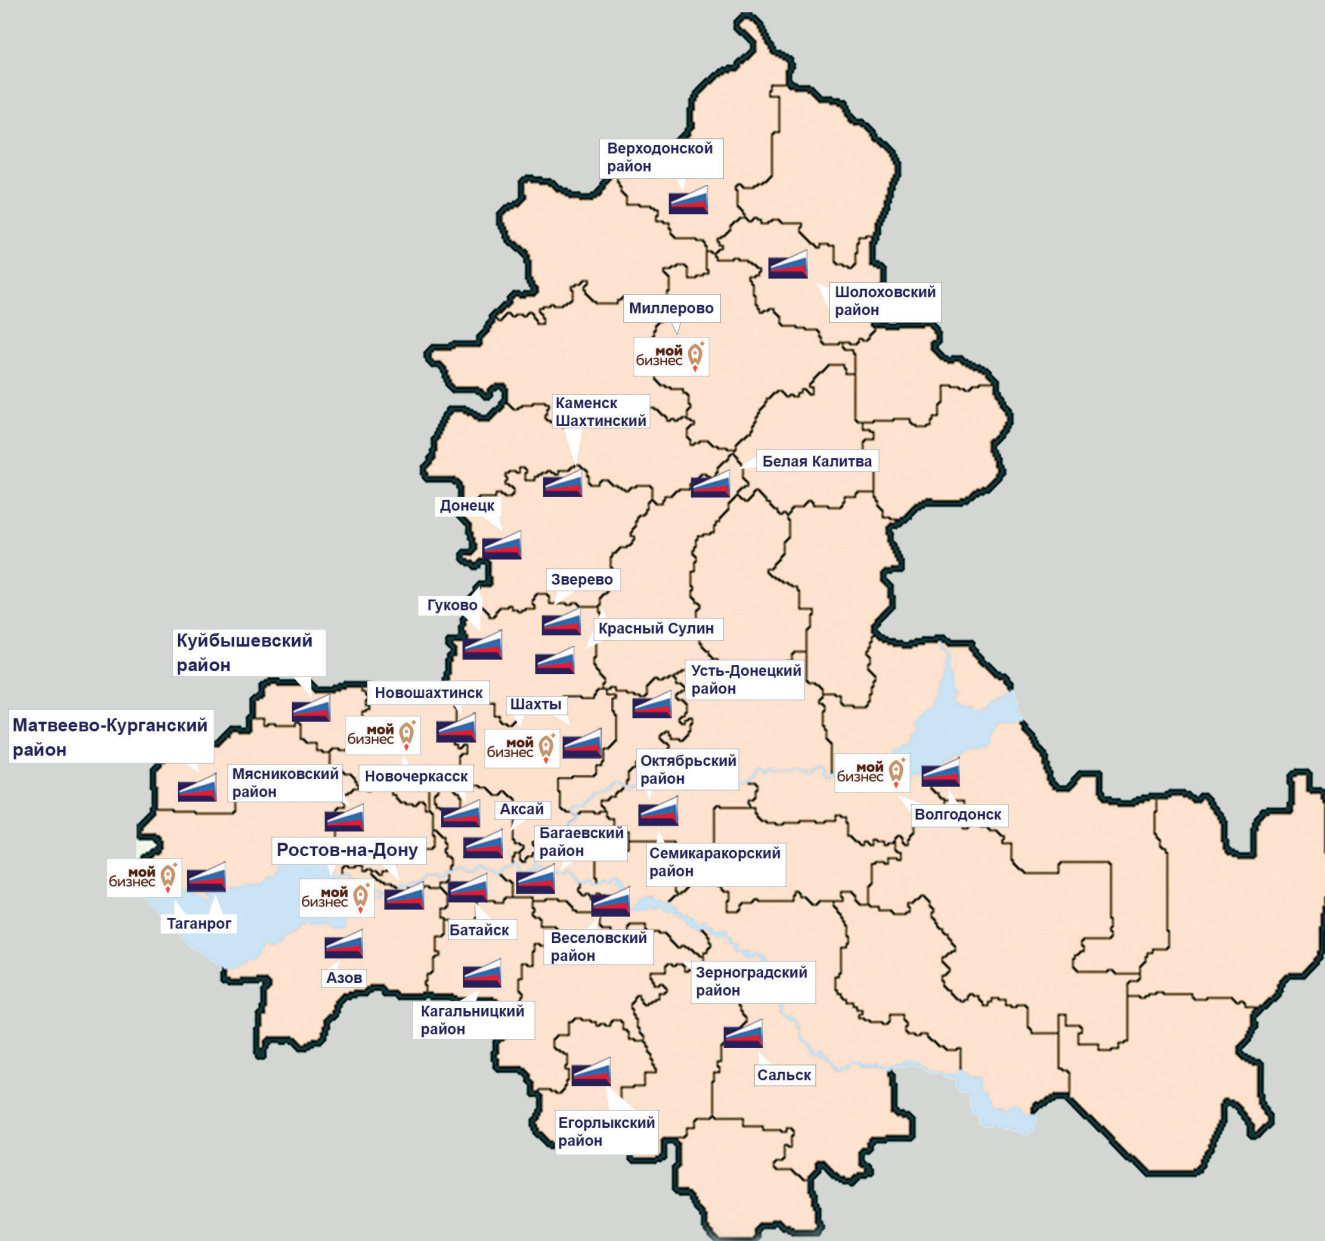 Верходонской
район
Шолоховский
район
Миллерово
мой
бизнес
Каменск
Шахтинский
Белая Калитва
Донецк
Зверево
Гуково
Красный Сулин
Куйбышевский
район
Усть-Донецкий
район
Новошахтинск
Шахты
Матвеево-Курганский
район
мой
бизнес
мой
бизнес
Октябрьский
район
мой
бизнес
Мясниковский
район
Новочеркасск
Аксай
Волгодонск
Багаевский
район
Ростов-на-Дону
Семикаракорский
район
мой
бизнес
мой
бизнес
Таганрог
Батайск
Веселовский
район
Азов
Зерноградский
район
Кагальницкий
район
Сальск
Егорлыкский
район